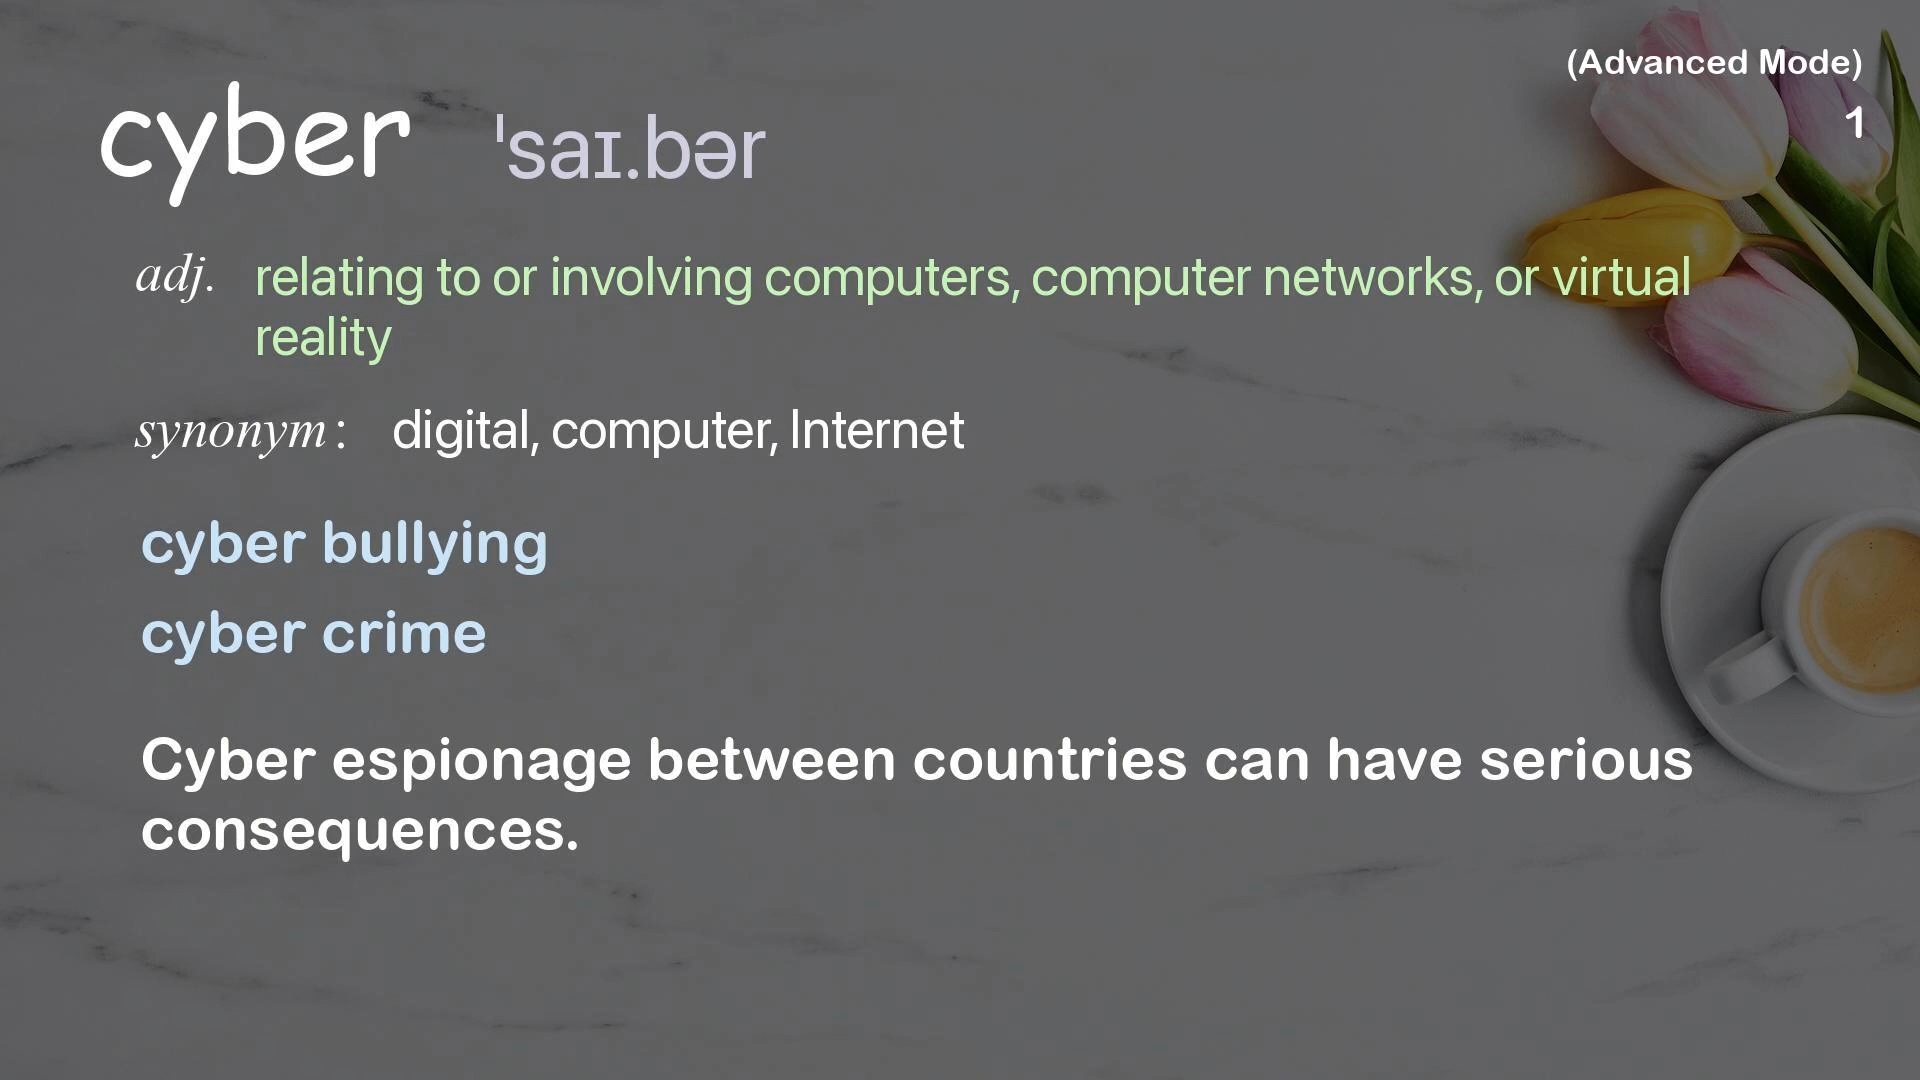 (Advanced Mode)
1
cyber ˈsaɪ.bər
adj. relating to or involving computers, computer networks, or virtual
reality
synonym: digital, computer, Internet
cyber bullying
cyber crime
Cyber espionage between countries can have serious
consequences.